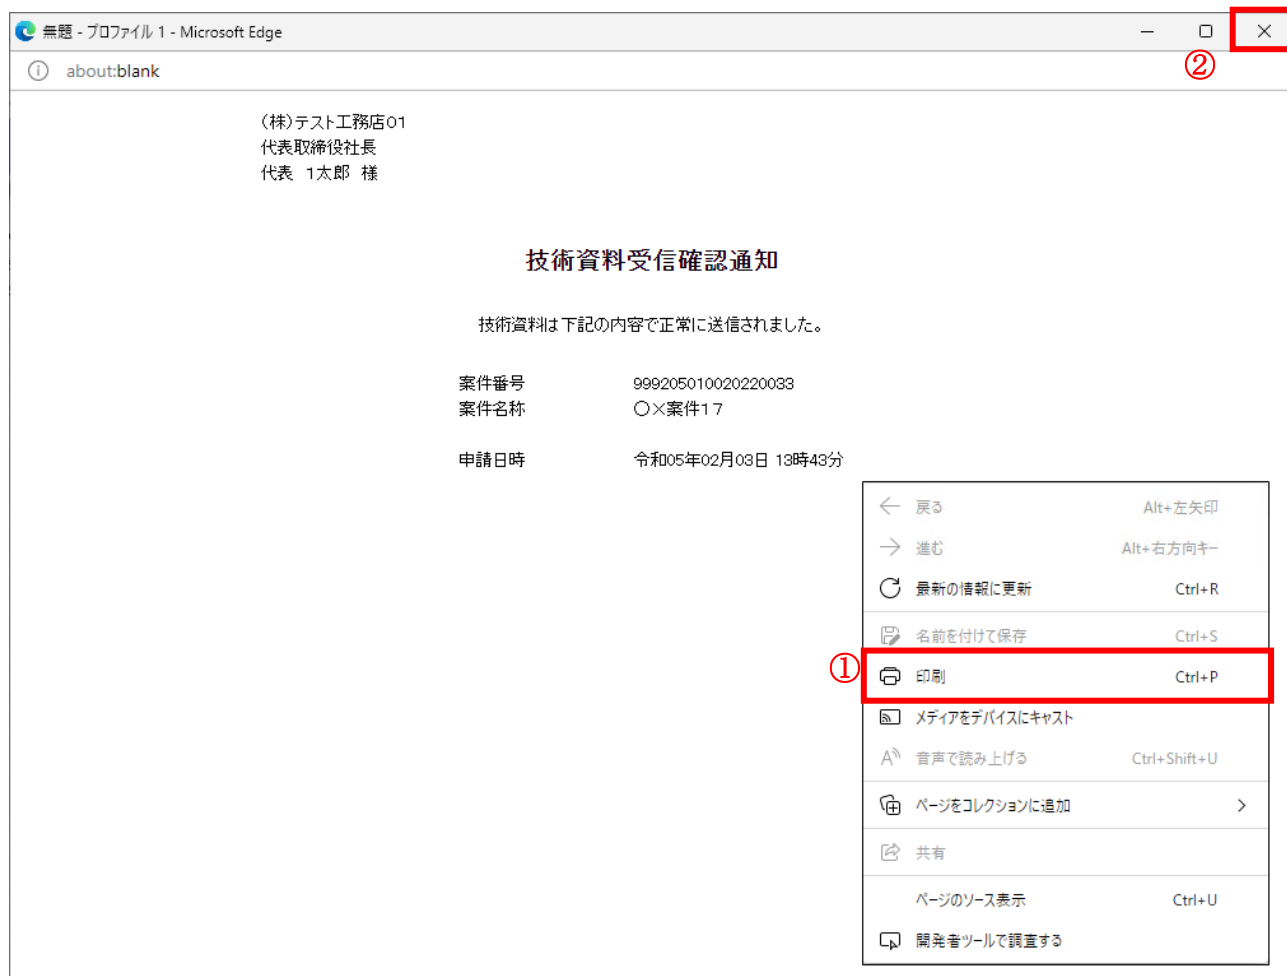 無題 - プロファイル 1 - Microsoft Edge
②
about:blank
(株)テスト工務店01
代表取締役社長
代表 1太郎 様
技術資料受信確認通知
技術資料は下記の内容で正常に送信されました。
案件番号 999205010020220033
案件名称 ○×案件17
申請日時 令和05年02月03日 13時43分
戻る Alt+左矢印
進む Alt+右方向キー
最新の情報に更新 Ctrl+R
名前を付けて保存 Ctrl+S
①
印刷 Ctrl+P
メディアをデバイスにキャスト
音声で読み上げる Ctrl+Shift+U
ページをコレクションに追加
共有
ページのソース表示 Ctrl+U
開発者ツールで調査する